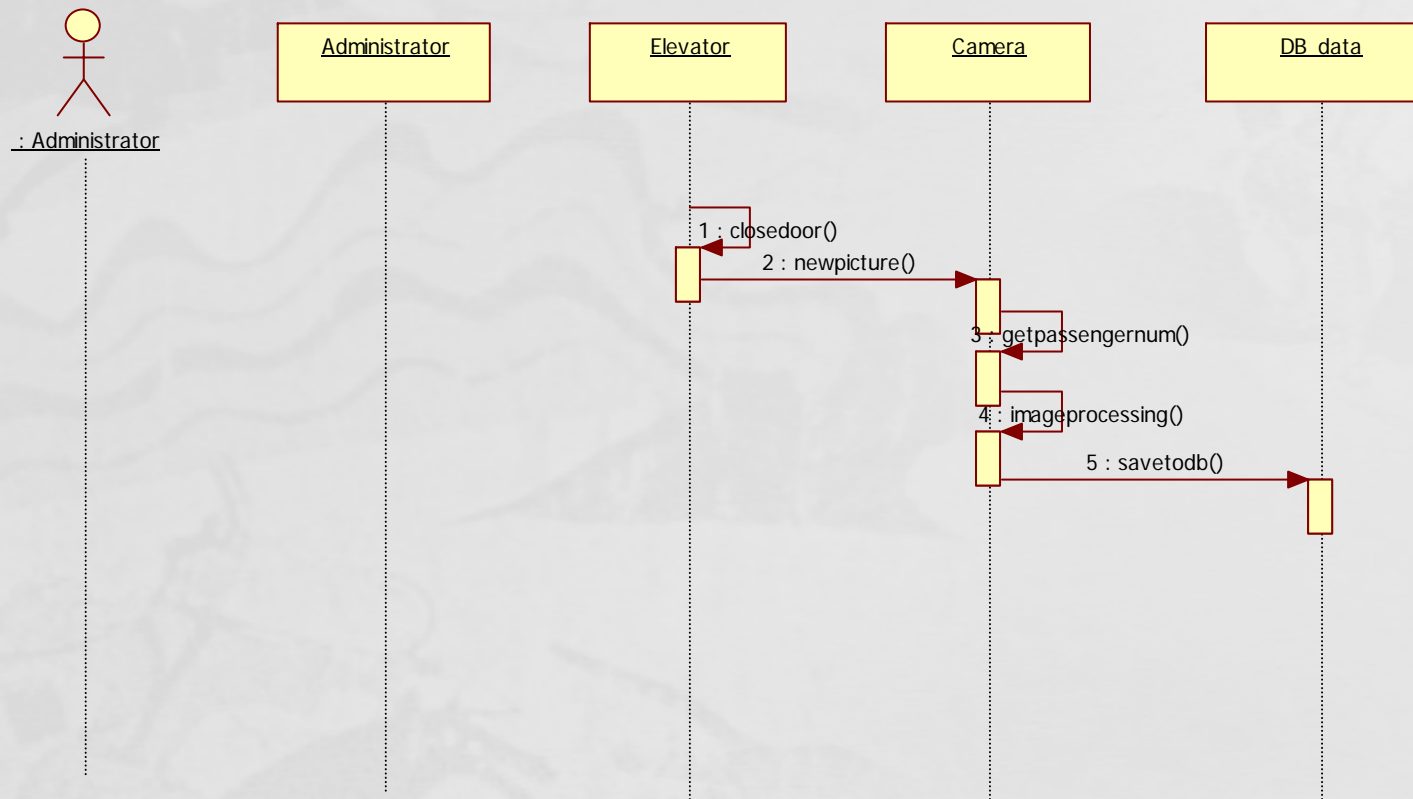 Administrator
Elevator
Camera
DB_data
_: Administrator
1 : closedoor()
2 : newpicture()
3 : getpassengernum()
4 : imageprocessing()
5 : savetodb()